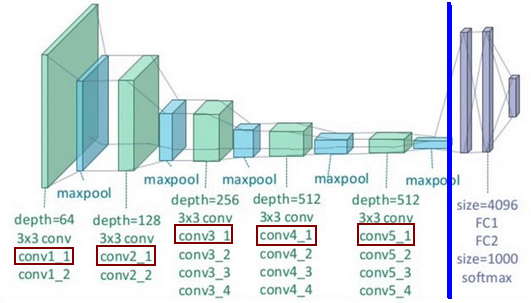 maxpool
maxpool
maxpool
maxpool
maxpool
depth=64
3x3 conv
conv1_1
conv1_2
depth=128
3x3 conv
conv2_1
conv2_2
depth=256
3x3 conv
conv3_1
conv3_2
conv3_3
conv3_4
depth=512
3x3 conv
conv4_1
conv4_2
conv4_3
conv4_4
depth=512
3x3 conv
conv5_1
conv5_2
conv5_3
conv5_4
size=4096
FC1
FC2
size=1000
softmax